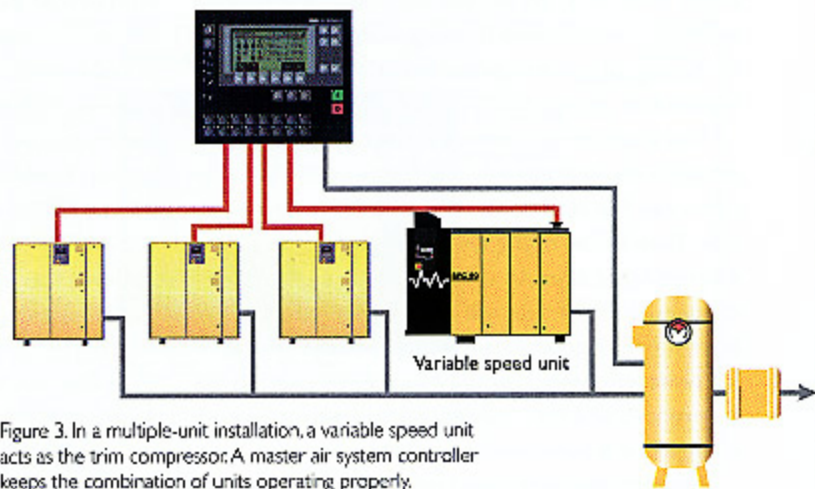 Variable speed unit
Figure 3. In a multiple-unit installation, a variable speed unit
acts as the trim compressor. A master air system controller
keeps the combination of units operating properly.